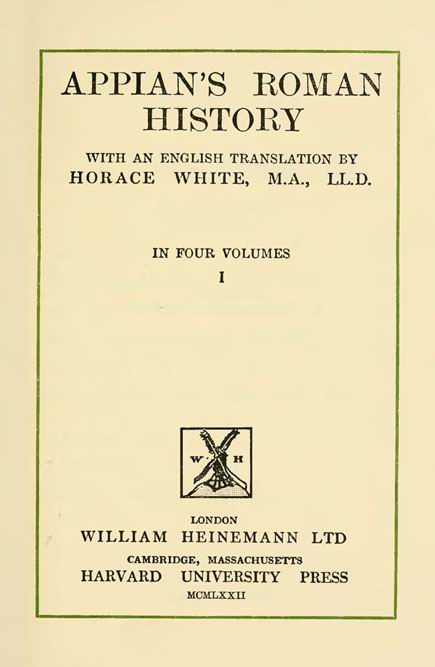 APPIAN'S ROMAN
HISTORY
WITH AN ENGLISH TRANSLATION BY
HORACE WHITE, M.A., LL.D.
IN FOUR VOLUMES
I
W · H
LONDON
WILLIAM HEINEMANN LTD
CAMBRIDGE, MASSACHUSETTS
HARVARD UNIVERSITY PRESS
MCMLXXII